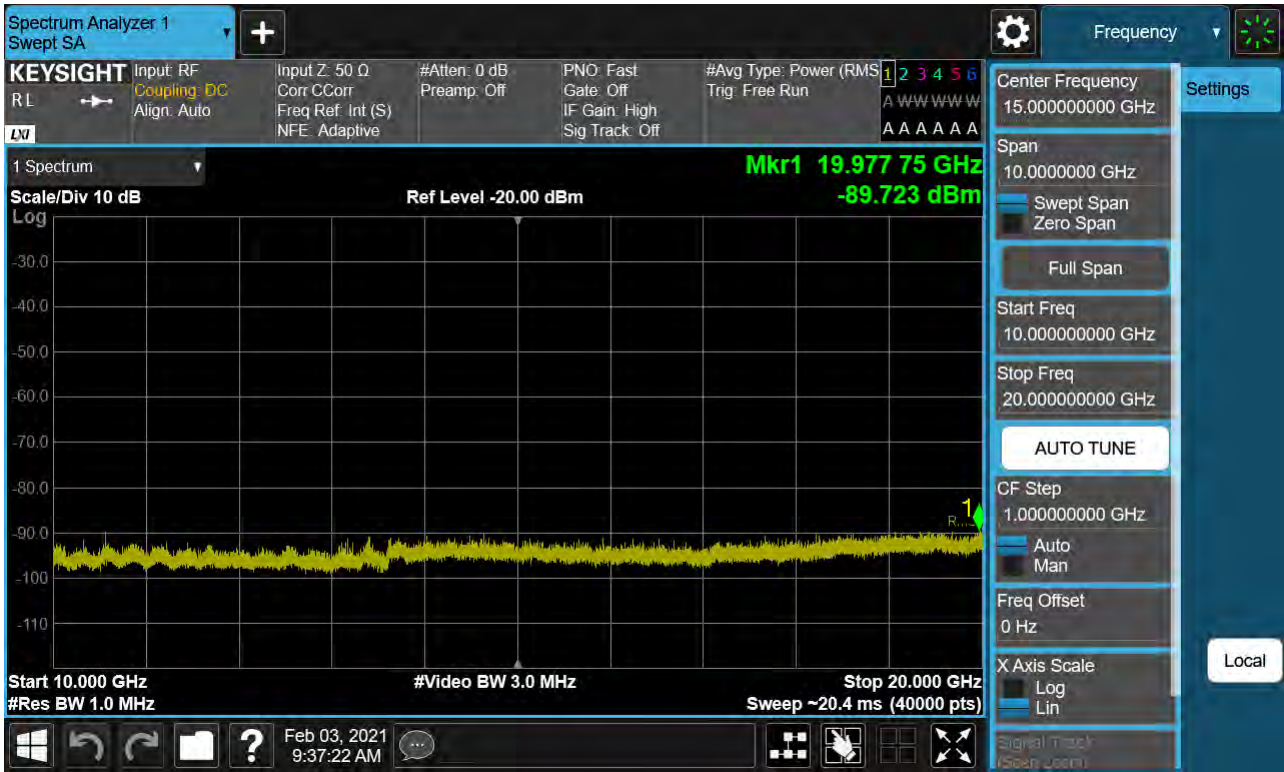 Spectrum Analyzer 1
Swept SA
Frequency
KEYSIGHT
RL
LXI
Input: RF
Coupling: DC
Align: Auto
Input Z: 50 Ω
Corr CCorr
Freq Ref: Int (S)
NFE: Adaptive
#Atten: 0 dB
Preamp: Off
PNO: Fast
Gate: Off
IF Gain: High
Sig Track: Off
#Avg Type: Power (RMS
Trig: Free Run
1 2 3 4 5 6
A W W W W W
A A A A A A
1 Spectrum
Scale/Div 10 dB
Log
Ref Level -20.00 dBm
Mkr1 19.977 75 GHz
-89.723 dBm
-30.0
-40.0
-50.0
-60.0
-70.0
-80.0
-90.0
-100
-110
1
Start 10.000 GHz
#Res BW 1.0 MHz
#Video BW 3.0 MHz
Stop 20.000 GHz
Sweep ~20.4 ms (40000 pts)
Center Frequency
15.000000000 GHz
Span
10.0000000 GHz
Swept Span
Zero Span
Full Span
Start Freq
10.000000000 GHz
Stop Freq
20.000000000 GHz
AUTO TUNE
CF Step
1.000000000 GHz
Auto
Man
Freq Offset
0 Hz
X Axis Scale
Log
Lin
Signal Track
(Span Zoom)
Settings
Local
?
Feb 03, 2021
9:37:22 AM